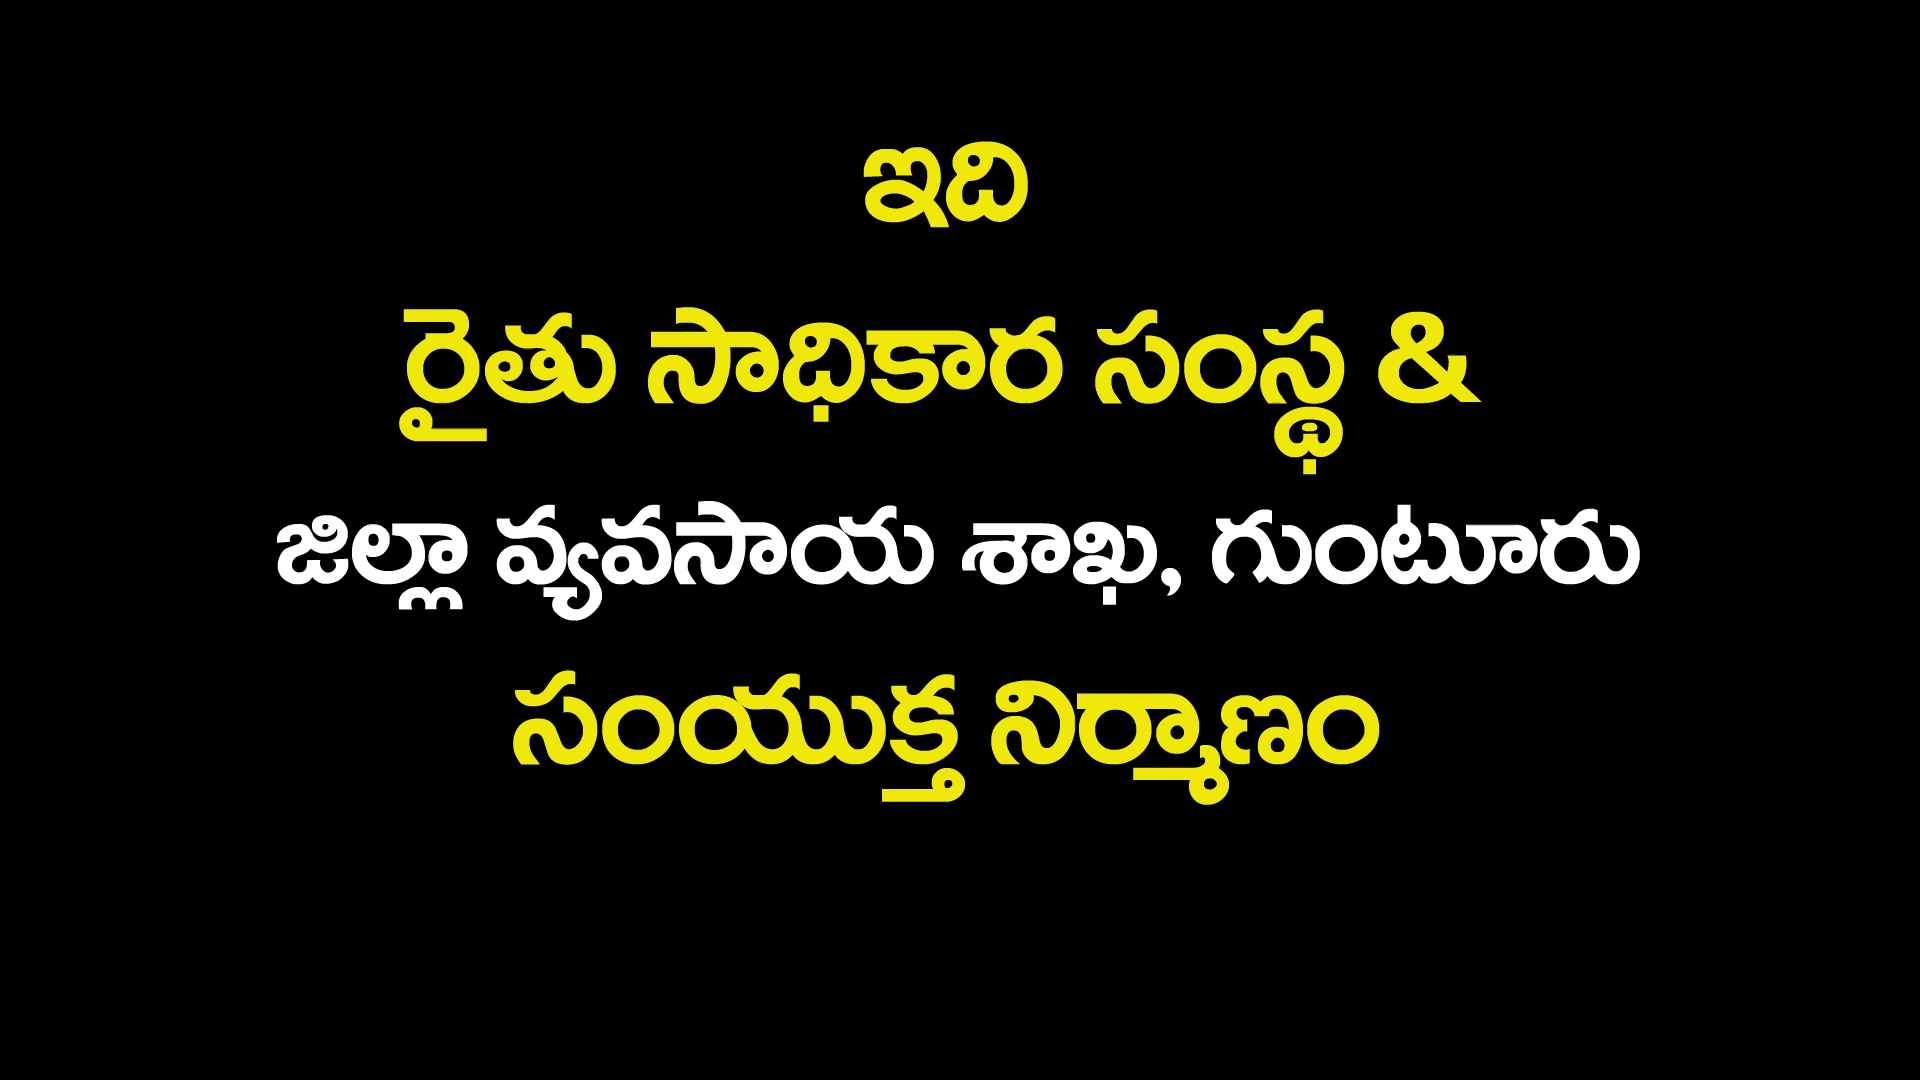 ఇది
రైతు సాధికార సంస్థ &
జిల్లా వ్యవసాయ శాఖ, గుంటూరు
సంయుక్త నిర్మాణం